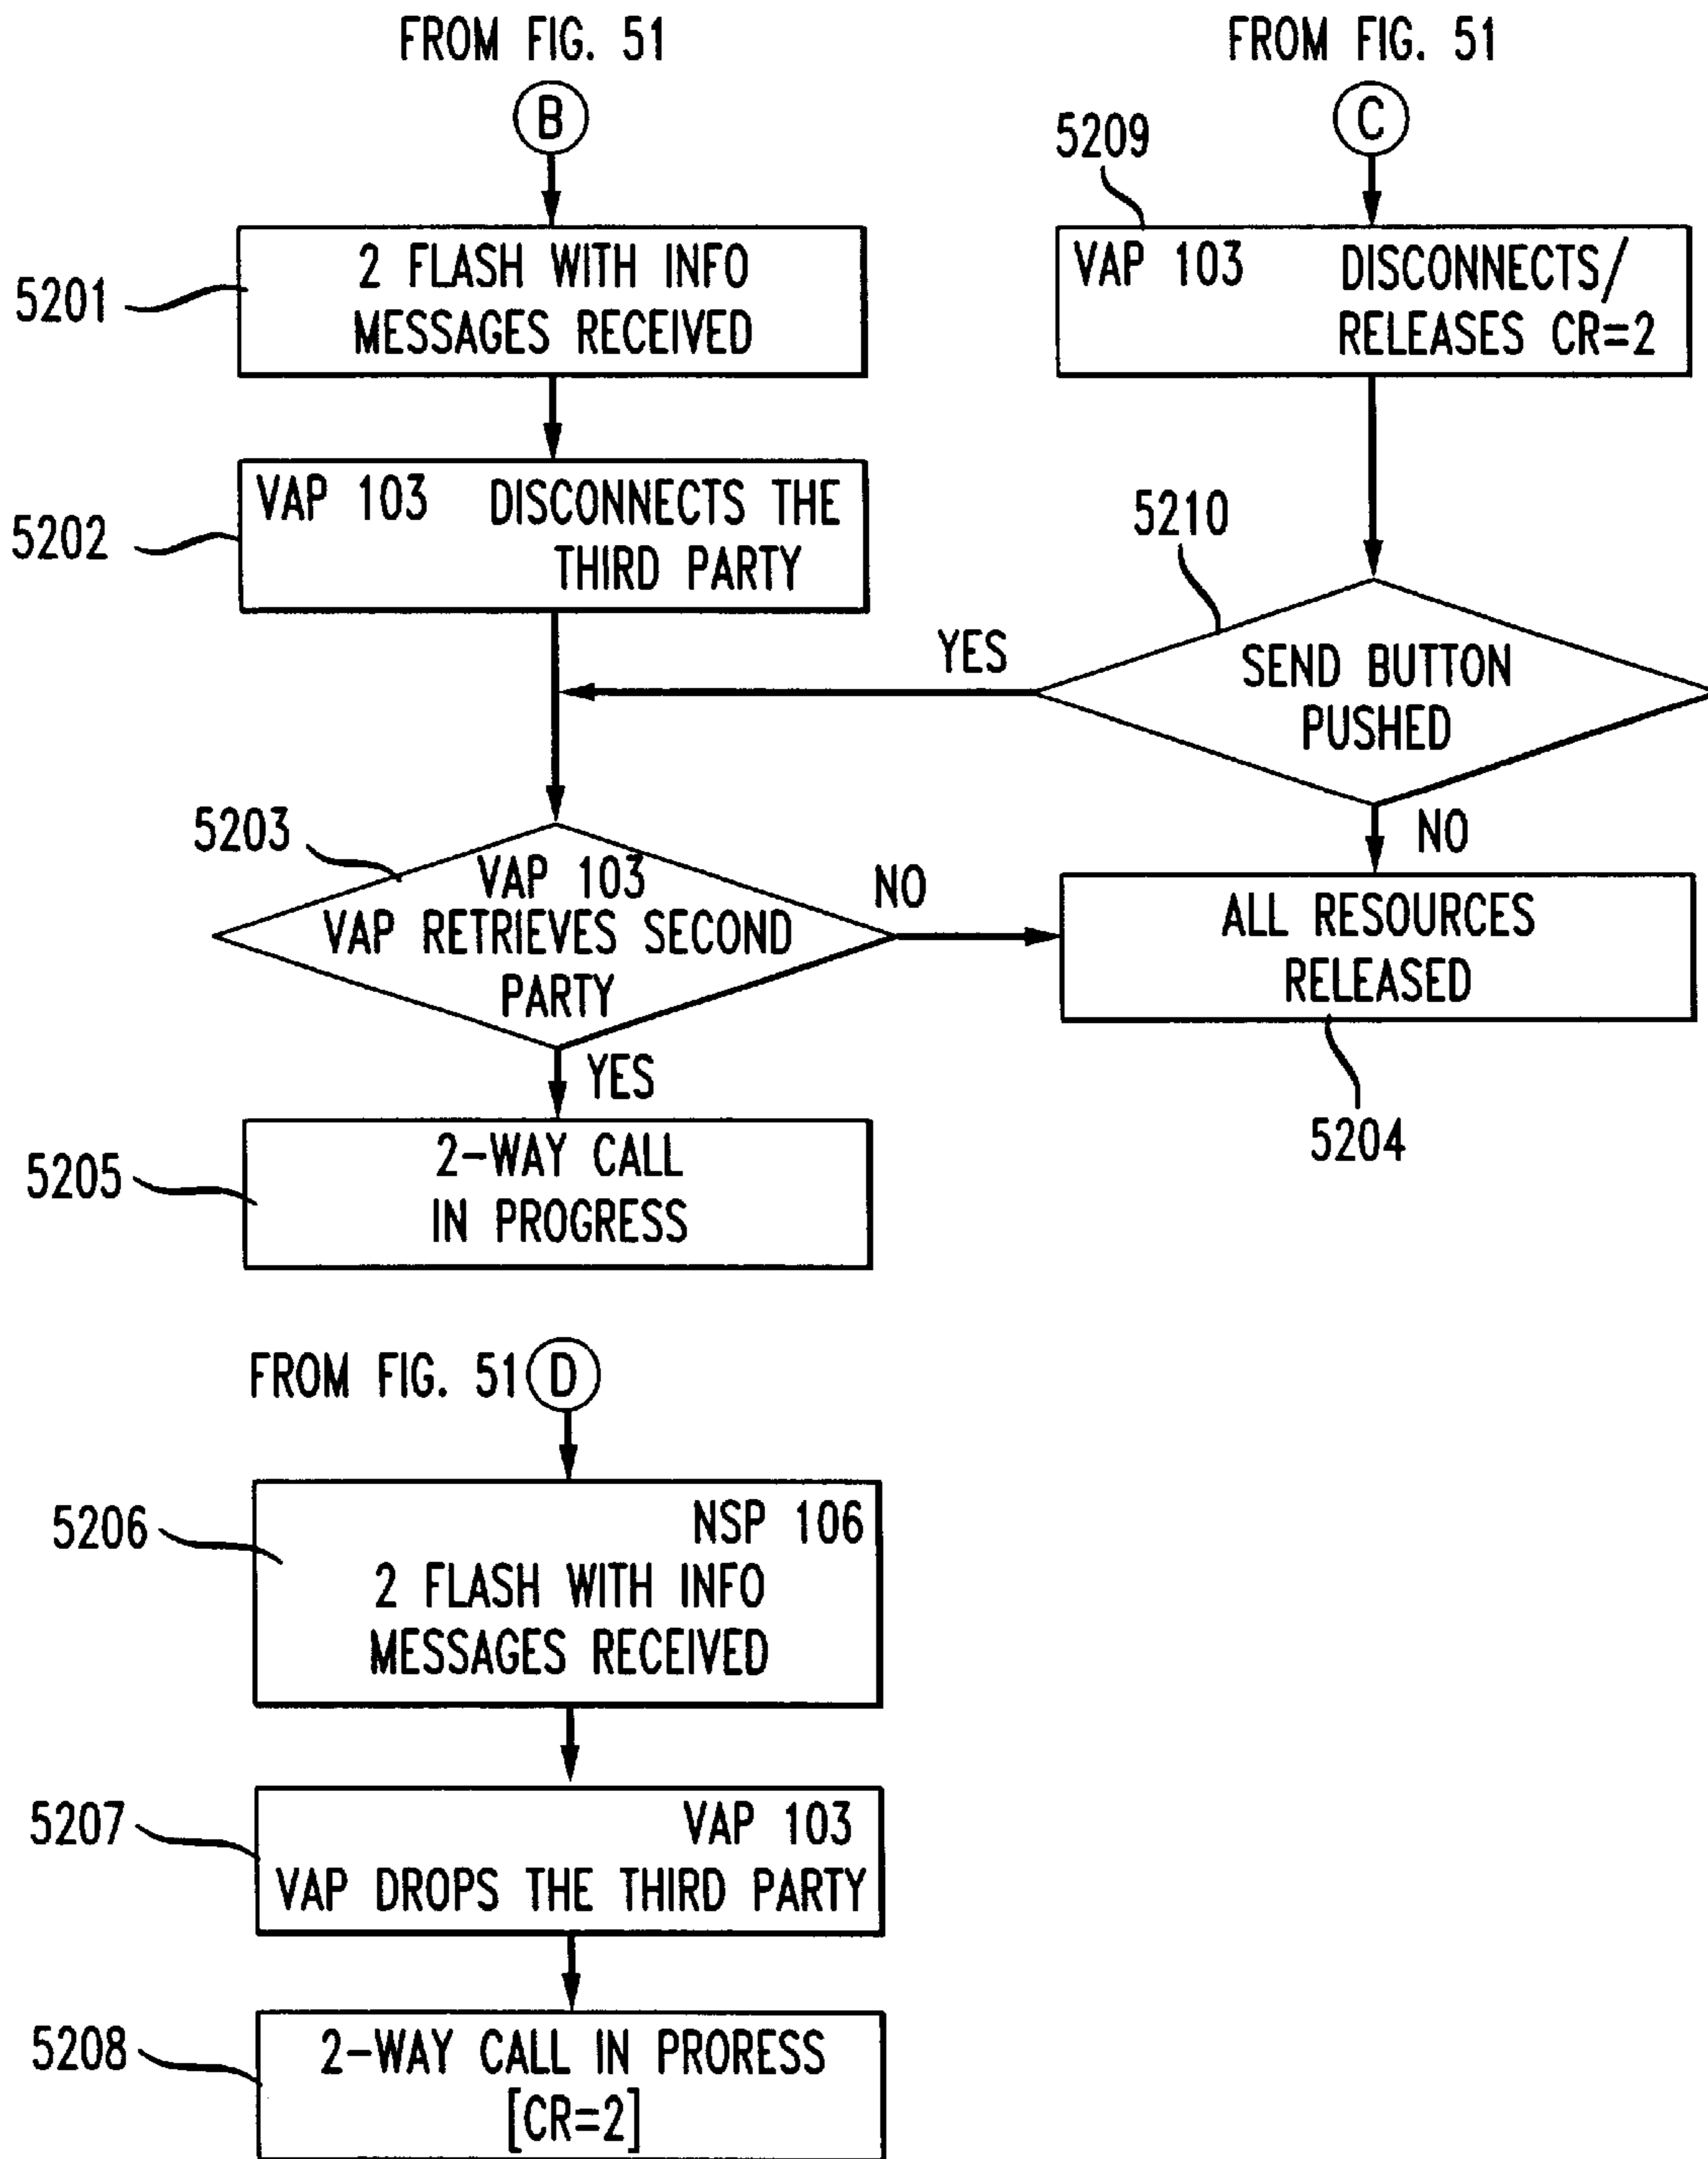 FROM FIG. 51
B
5201
2 FLASH WITH INFO
MESSAGES RECEIVED
5202
VAP 103 DISCONNECTS THE
THIRD PARTY
5203
VAP 103
VAP RETRIEVES SECOND
PARTY
NO
YES
5205
2-WAY CALL
IN PROGRESS
FROM FIG. 51
C
5209
VAP 103 DISCONNECTS/
RELEASES CR=2
5210
SEND BUTTON
PUSHED
YES
NO
ALL RESOURCES
RELEASED
5204
FROM FIG. 51 D
5206
NSP 106
2 FLASH WITH INFO
MESSAGES RECEIVED
5207
VAP 103
VAP DROPS THE THIRD PARTY
5208
2-WAY CALL IN PRORESS
[CR=2]